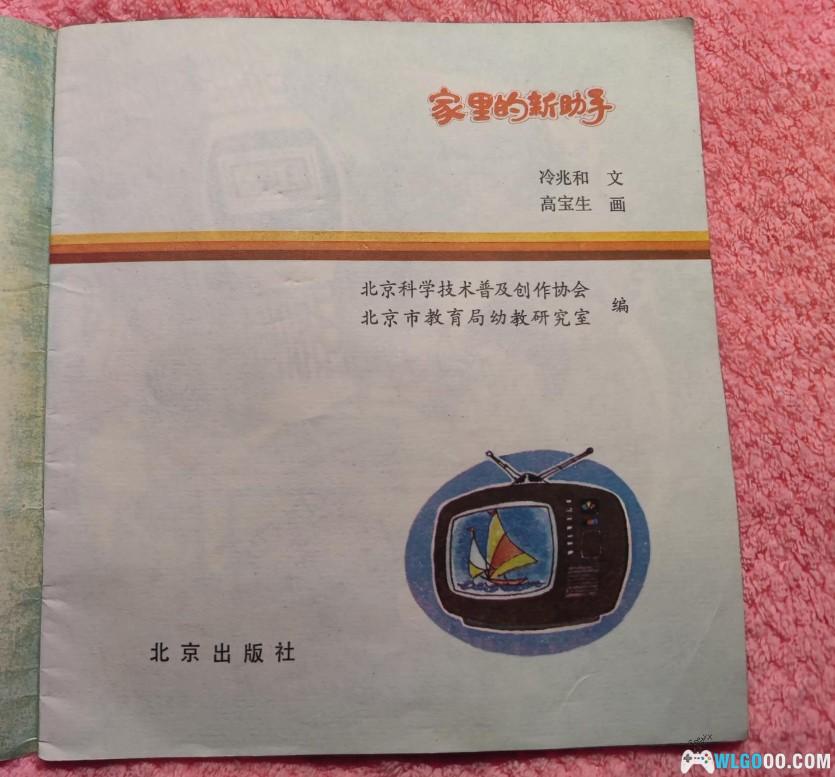 家里的新助手
冷兆和 文
高宝生 画
北京科学技术普及创作协会
北京市教育局幼教研究室
编
北京出版社
WLGOOO.COM